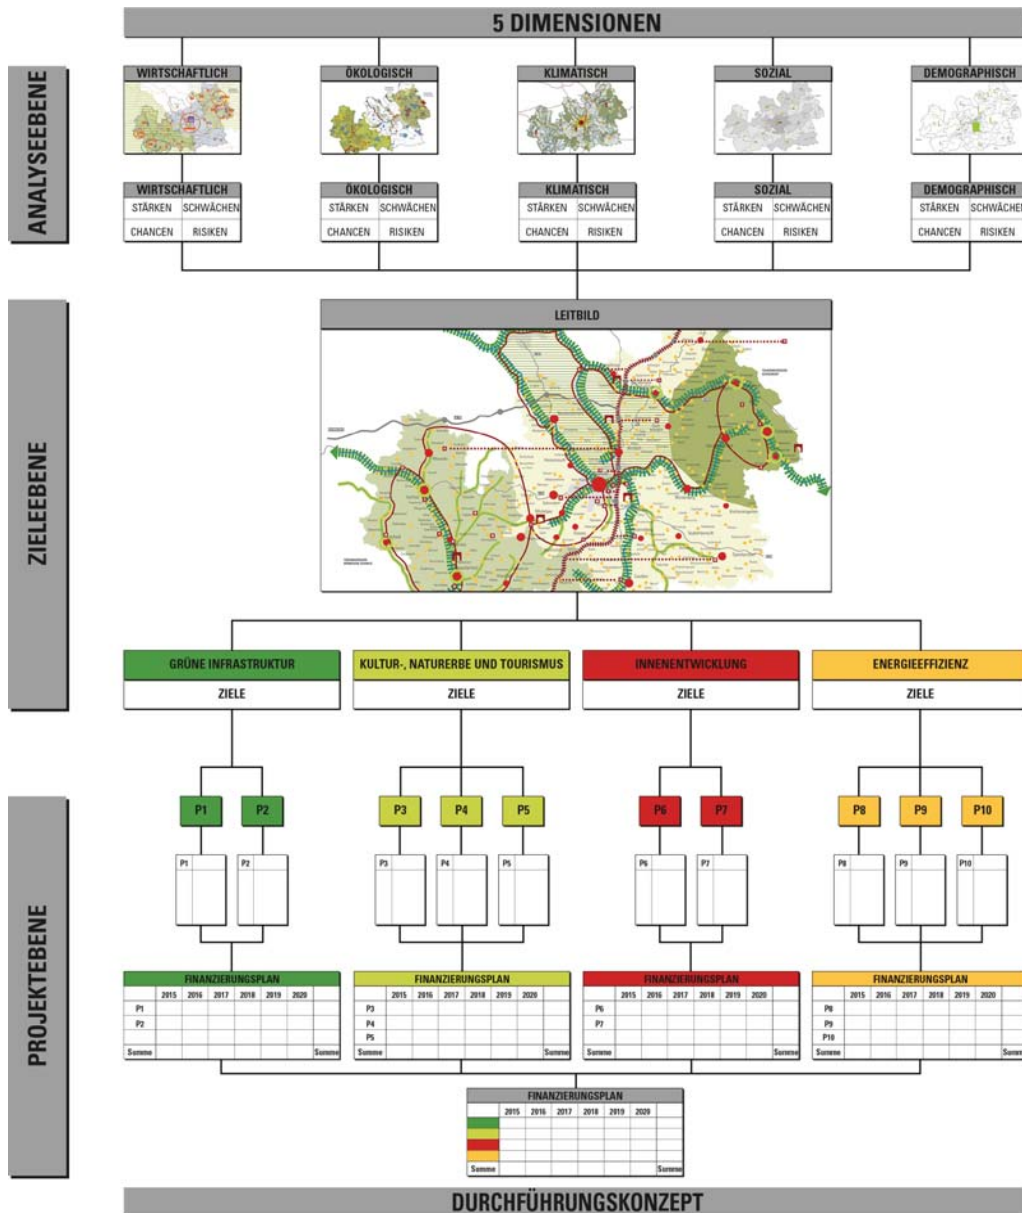 5 DIMENSIONEN
ANALYSEEBENE
WIRTSCHAFTLICH ÖKOLOGISCH KLIMATISCH SOZIAL DEMOGRAPHISCH
WIRTSCHAFTLICH ÖKOLOGISCH KLIMATISCH SOZIAL DEMOGRAPHISCH
STÄRKEN SCHWÄCHEN STÄRKEN SCHWÄCHEN STÄRKEN SCHWÄCHEN STÄRKEN SCHWÄCHEN STÄRKEN SCHWÄCHEN
CHANCEN RISIKEN CHANCEN RISIKEN CHANCEN RISIKEN CHANCEN RISIKEN CHANCEN RISIKEN
ZIELEEBENE
LEITBILD
GRÜNE INFRASTRUKTUR KULTUR-, NATURERBE UND TOURISMUS INNENENTWICKLUNG ENERGIEEFFIZIENZ
ZIELE ZIELE ZIELE ZIELE
PROJEKTEBENE
P1 P2 P3 P4 P5 P6 P7 P8 P9 P10
P1 P2 P3 P4 P5 P6 P7 P8 P9 P10
FINANZIERUNGSPLAN FINANZIERUNGSPLAN FINANZIERUNGSPLAN FINANZIERUNGSPLAN
2015 2016 2017 2018 2019 2020 2015 2016 2017 2018 2019 2020 2015 2016 2017 2018 2019 2020 2015 2016 2017 2018 2019 2020
P1 P3 P6 P8
P2 P4 P7 P9
P5 P10
Summe Summe Summe Summe Summe Summe Summe Summe
FINANZIERUNGSPLAN
2015 2016 2017 2018 2019 2020
Summe Summe
DURCHFÜHRUNGSKONZEPT